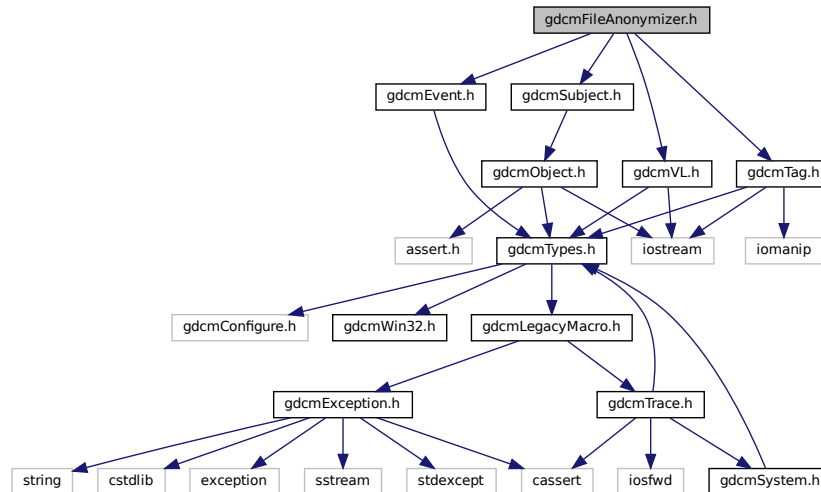 gdcmFileAnonymizer.h
gdcmEvent.h
gdcmSubject.h
gdcmObject.h
gdcmVL.h
gdcmTag.h
assert.h
gdcmTypes.h
iostream
iomanip
gdcmConfigure.h
gdcmWin32.h
gdcmLegacyMacro.h
gdcmException.h
gdcmTrace.h
string
cstdlib
exception
sstream
stdexcept
cassert
iosfwd
gdcmSystem.h